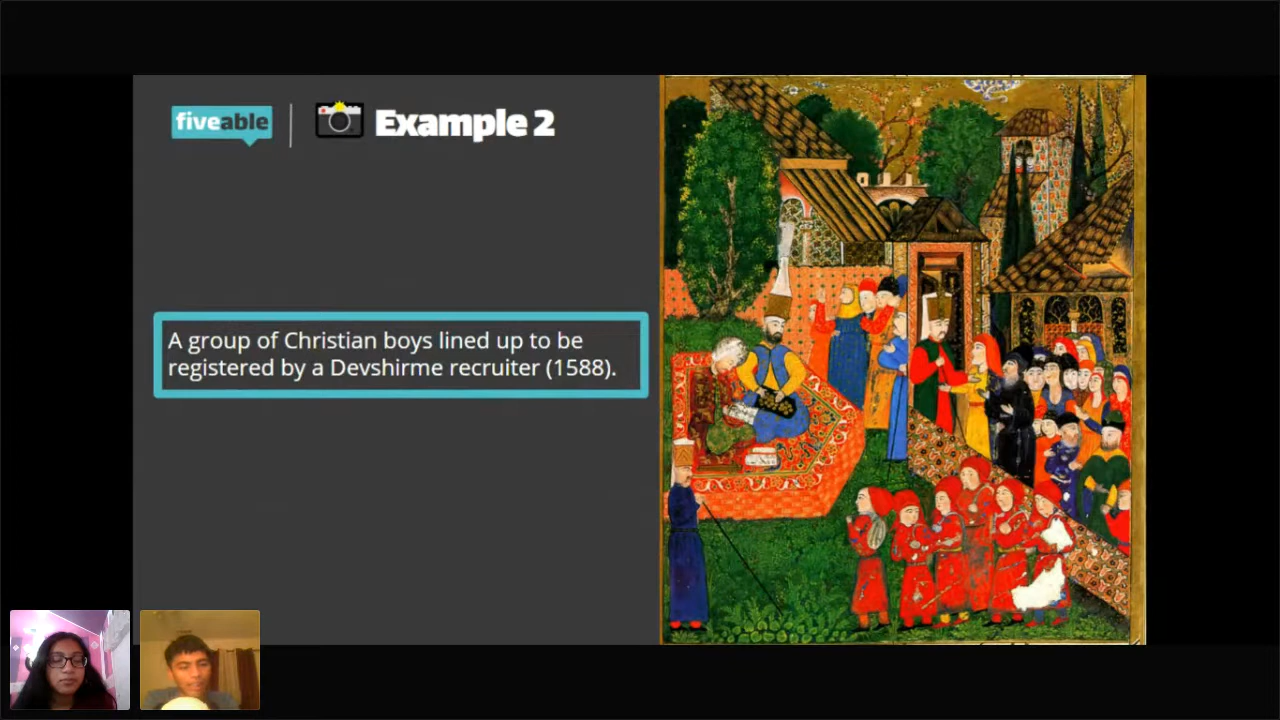 fiveable
Example 2
A group of Christian boys lined up to be
registered by a Devshirme recruiter (1588).